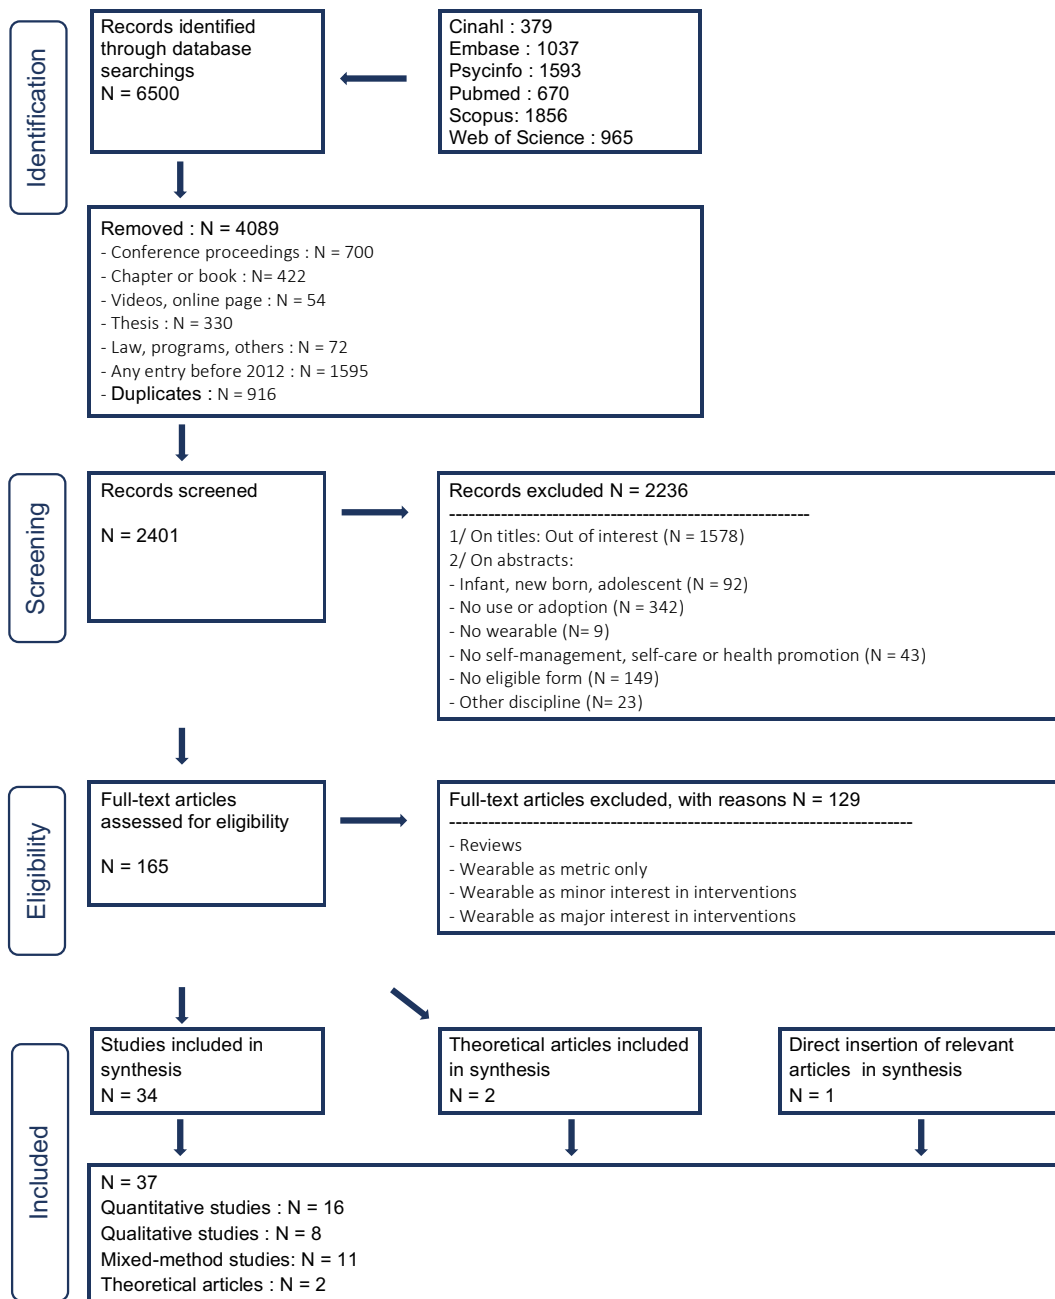 Identification
Records identified
through database
searchings
N = 6500
Cinahl : 379
Embase : 1037
Psycinfo : 1593
Pubmed : 670
Scopus: 1856
Web of Science : 965
Removed : N = 4089
- Conference proceedings : N = 700
- Chapter or book : N= 422
- Videos, online page : N = 54
- Thesis : N = 330
- Law, programs, others : N = 72
- Any entry before 2012 : N = 1595
- Duplicates : N = 916
Screening
Records screened
N = 2401
Records excluded N = 2236
-------------------------------------------------------
1/ On titles: Out of interest (N = 1578)
2/ On abstracts:
- Infant, new born, adolescent (N = 92)
- No use or adoption (N = 342)
- No wearable (N= 9)
- No self-management, self-care or health promotion (N = 43)
- No eligible form (N = 149)
- Other discipline (N= 23)
Eligibility
Full-text articles
assessed for eligibility
N = 165
Full-text articles excluded, with reasons N = 129
----------------------------------------------------------------------
- Reviews
- Wearable as metric only
- Wearable as minor interest in interventions
- Wearable as major interest in interventions
Included
Studies included in
synthesis
N = 34
Theoretical articles included
in synthesis
N = 2
Direct insertion of relevant
articles in synthesis
N = 1
N = 37
Quantitative studies : N = 16
Qualitative studies : N = 8
Mixed-method studies: N = 11
Theoretical articles : N = 2